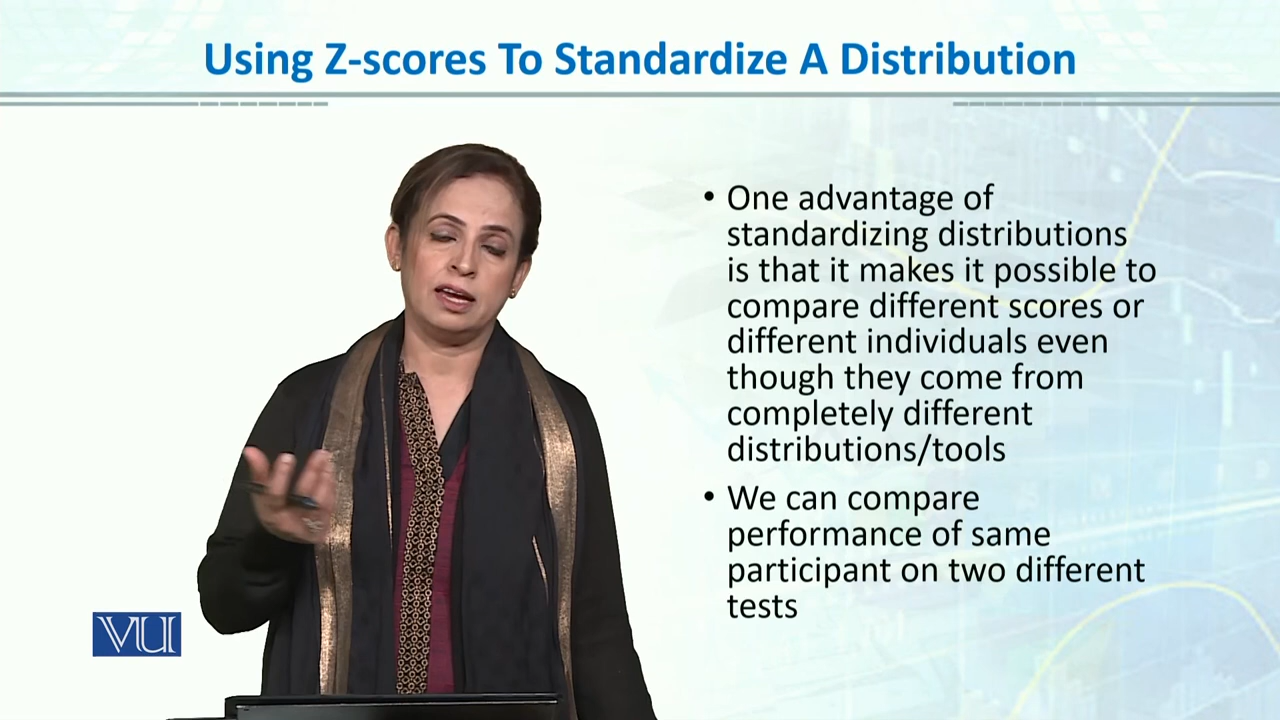 Using Z-scores To Standardize A Distribution
• One advantage of
standardizing distributions
is that it makes it possible to
compare different scores or
different individuals even
though they come from
completely different
distributions/tools
• We can compare
performance of same
participant on two different
tests
VU